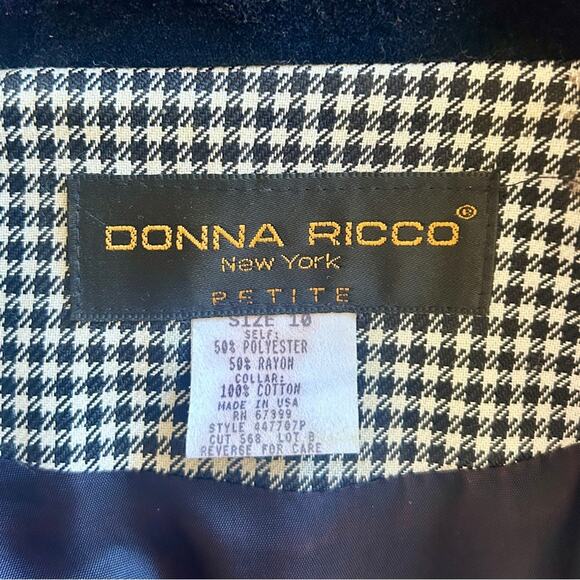 DONNA RICCO®
New York
PETITE
SIZE 10
SELF:
50% POLYESTER
50% RAYON
COLLAR:
100% COTTON
MADE IN USA
RN 67399
STYLE 447707P
CUT 568 LOT B
REVERSE FOR CARE